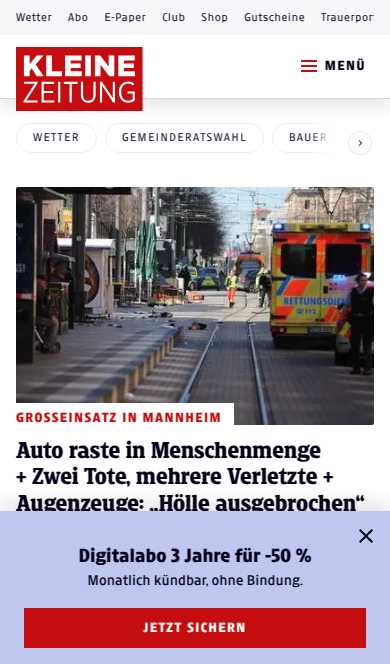 Wetter Abo E-Paper Club Shop Gutscheine Trauerpor
KLEINE
ZEITUNG
MENÜ
WETTER GEMEINDERATSWAHL BAUER
RETTUNGSDIE
GROSSEINSATZ IN MANNHEIM
Auto raste in Menschenmenge
+ Zwei Tote, mehrere Verletzte +
Augenzeuge: „Hölle ausgebrochen“
Digitalabo 3 Jahre für -50 %
Monatlich kündbar, ohne Bindung.
JETZT SICHERN